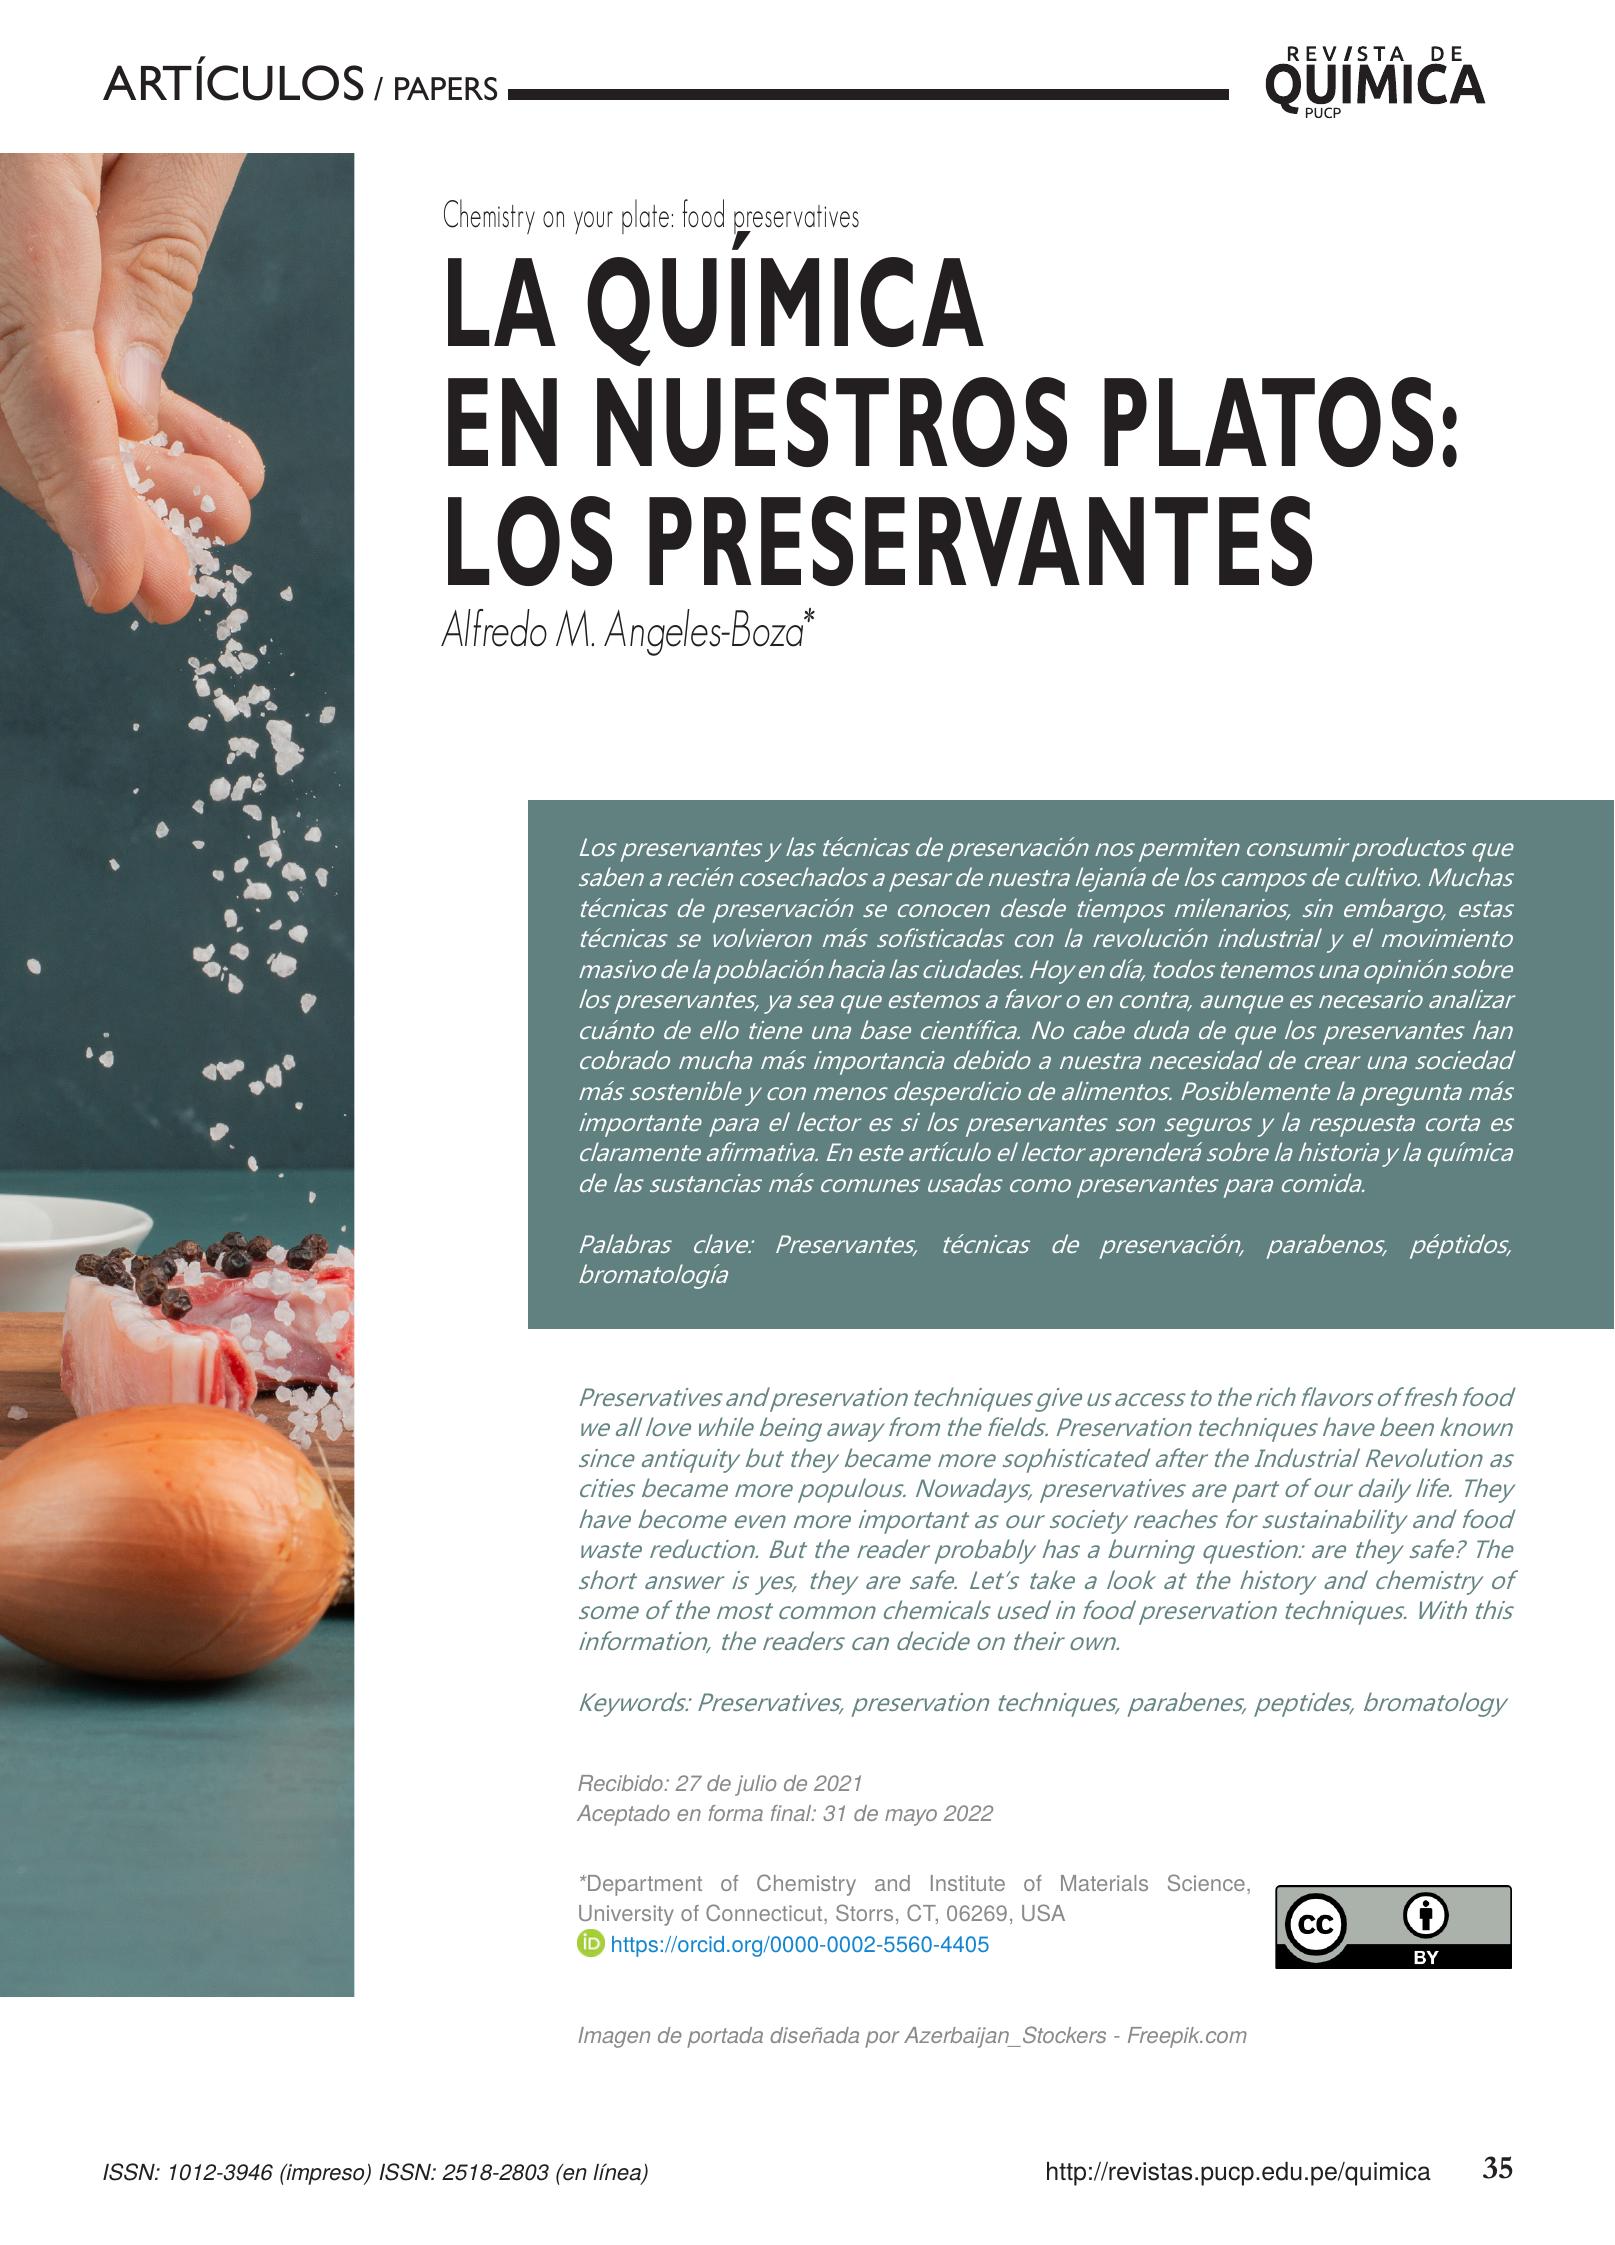 ARTÍCULOS / PAPERS
REVISTA DE
QUÍMICA
PUCP
Chemistry on your plate: food preservatives
LA QUÍMICA
EN NUESTROS PLATOS:
LOS PRESERVANTES
Alfredo M. Angeles-Boza*
Los preservantes y las técnicas de preservación nos permiten consumir productos que
saben a recién cosechados a pesar de nuestra lejanía de los campos de cultivo. Muchas
técnicas de preservación se conocen desde tiempos milenarios, sin embargo, estas
técnicas se volvieron más sofisticadas con la revolución industrial y el movimiento
masivo de la población hacia las ciudades. Hoy en día, todos tenemos una opinión sobre
los preservantes, ya sea que estemos a favor o en contra, aunque es necesario analizar
cuánto de ello tiene una base científica. No cabe duda de que los preservantes han
cobrado mucha más importancia debido a nuestra necesidad de crear una sociedad
más sostenible y con menos desperdicio de alimentos. Posiblemente la pregunta más
importante para el lector es si los preservantes son seguros y la respuesta corta es
claramente afirmativa. En este artículo el lector aprenderá sobre la historia y la química
de las sustancias más comunes usadas como preservantes para comida.
Palabras clave: Preservantes, técnicas de preservación, parabenos, péptidos,
bromatología
Preservatives and preservation techniques give us access to the rich flavors of fresh food
we all love while being away from the fields. Preservation techniques have been known
since antiquity but they became more sophisticated after the Industrial Revolution as
cities became more populous. Nowadays, preservatives are part of our daily life. They
have become even more important as our society reaches for sustainability and food
waste reduction. But the reader probably has a burning question: are they safe? The
short answer is yes, they are safe. Let’s take a look at the history and chemistry of
some of the most common chemicals used in food preservation techniques. With this
information, the readers can decide on their own.
Keywords: Preservatives, preservation techniques, parabenes, peptides, bromatology
Recibido: 27 de julio de 2021
Aceptado en forma final: 31 de mayo 2022
*Department of Chemistry and Institute of Materials Science,
University of Connecticut, Storrs, CT, 06269, USA
iD https://orcid.org/0000-0002-5560-4405
cc BY
Imagen de portada diseñada por Azerbaijan_Stockers - Freepik.com
ISSN: 1012-3946 (impreso) ISSN: 2518-2803 (en línea)
http://revistas.pucp.edu.pe/quimica 35